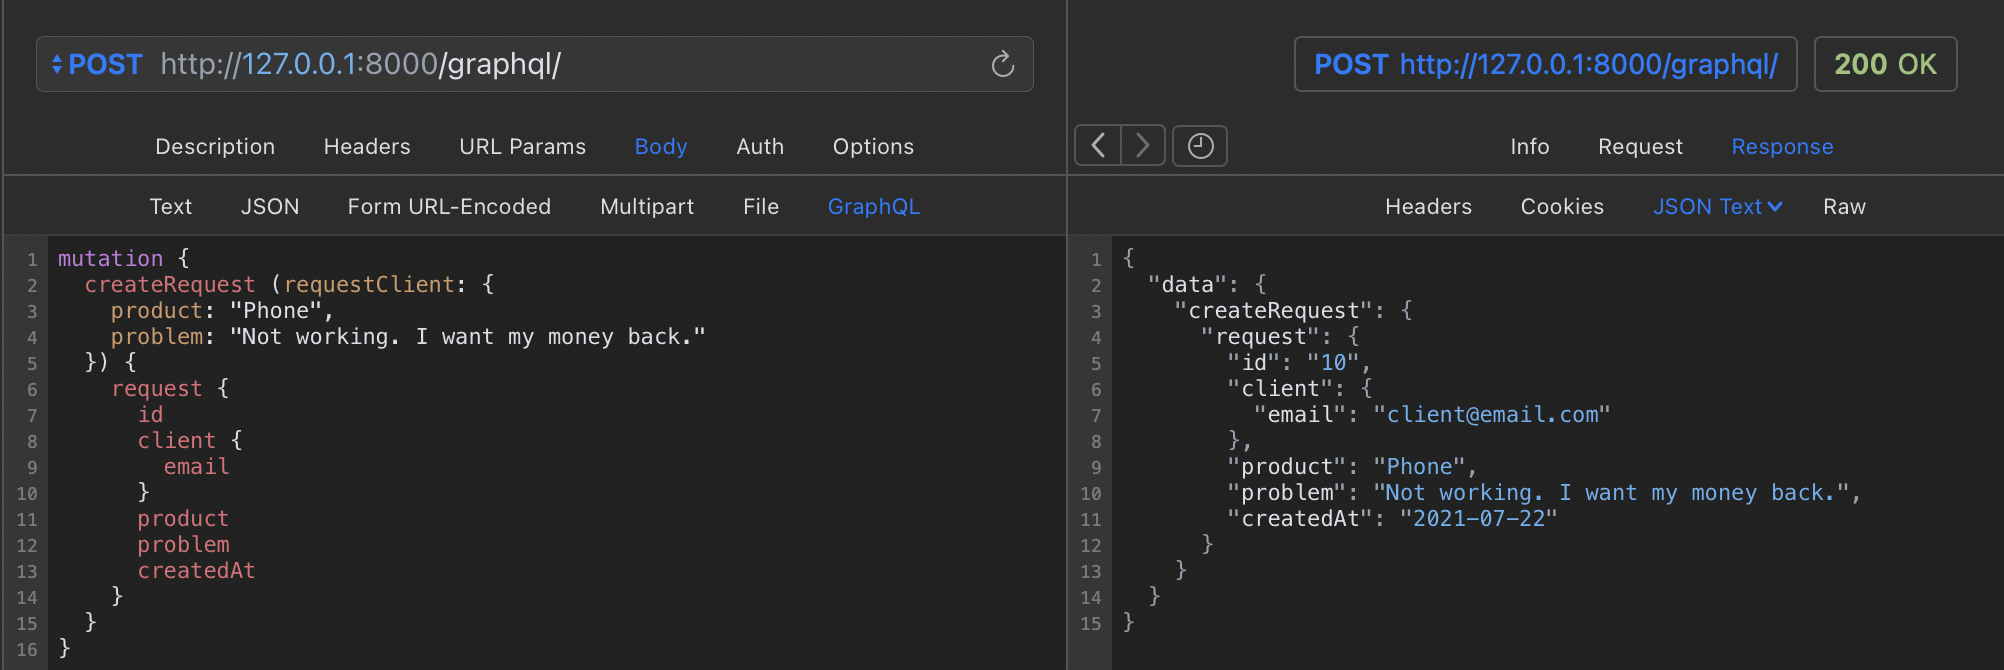 POST http://127.0.0.1:8000/graphql/
Description Headers URL Params Body Auth Options
Text JSON Form URL-Encoded Multipart File GraphQL
1 mutation {
2 createRequest (requestClient: {
3 product: "Phone",
4 problem: "Not working. I want my money back."
5 }) {
6 request {
7 id
8 client {
9 email
10 }
11 product
12 problem
13 createdAt
14 }
15 }
16 }
POST http://127.0.0.1:8000/graphql/ 200 OK
Info Request Response
Headers Cookies JSON Text Raw
1 {
2 "data": {
3 "createRequest": {
4 "request": {
5 "id": "10",
6 "client": {
7 "email": "client@email.com"
8 },
9 "product": "Phone",
10 "problem": "Not working. I want my money back.",
11 "createdAt": "2021-07-22"
12 }
13 }
14 }
15 }